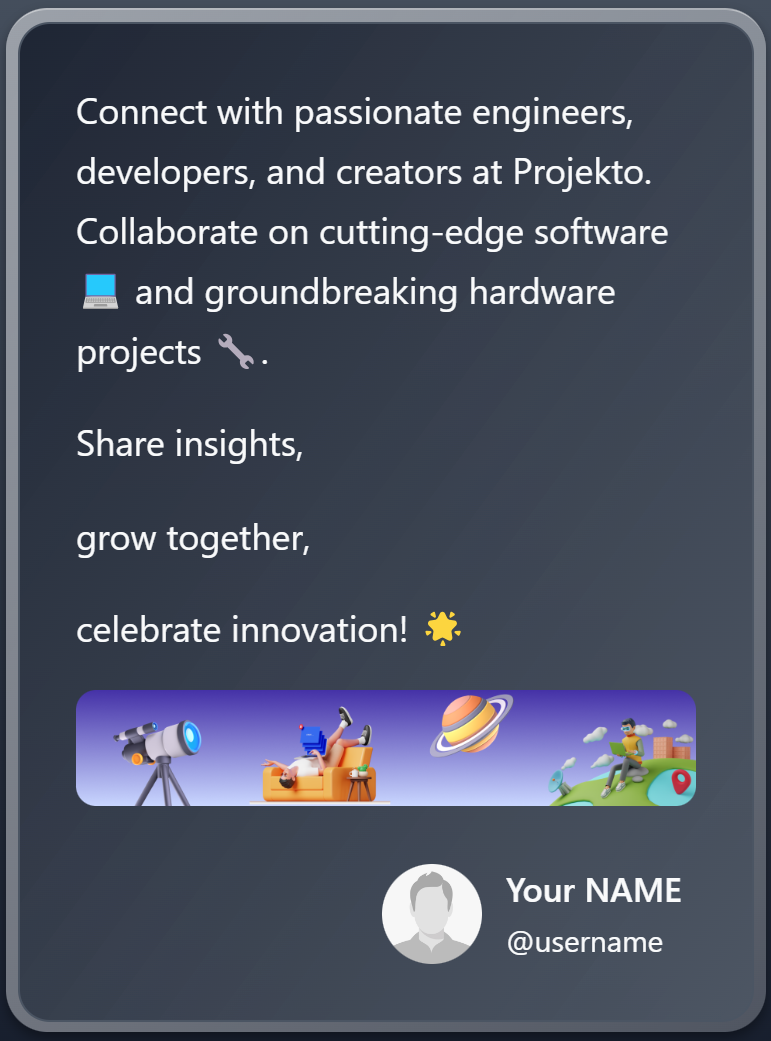 Connect with passionate engineers,
developers, and creators at Projekto.
Collaborate on cutting-edge software
💻 and groundbreaking hardware
projects 🔧.
Share insights,
grow together,
celebrate innovation! 🌟
Your NAME
@username